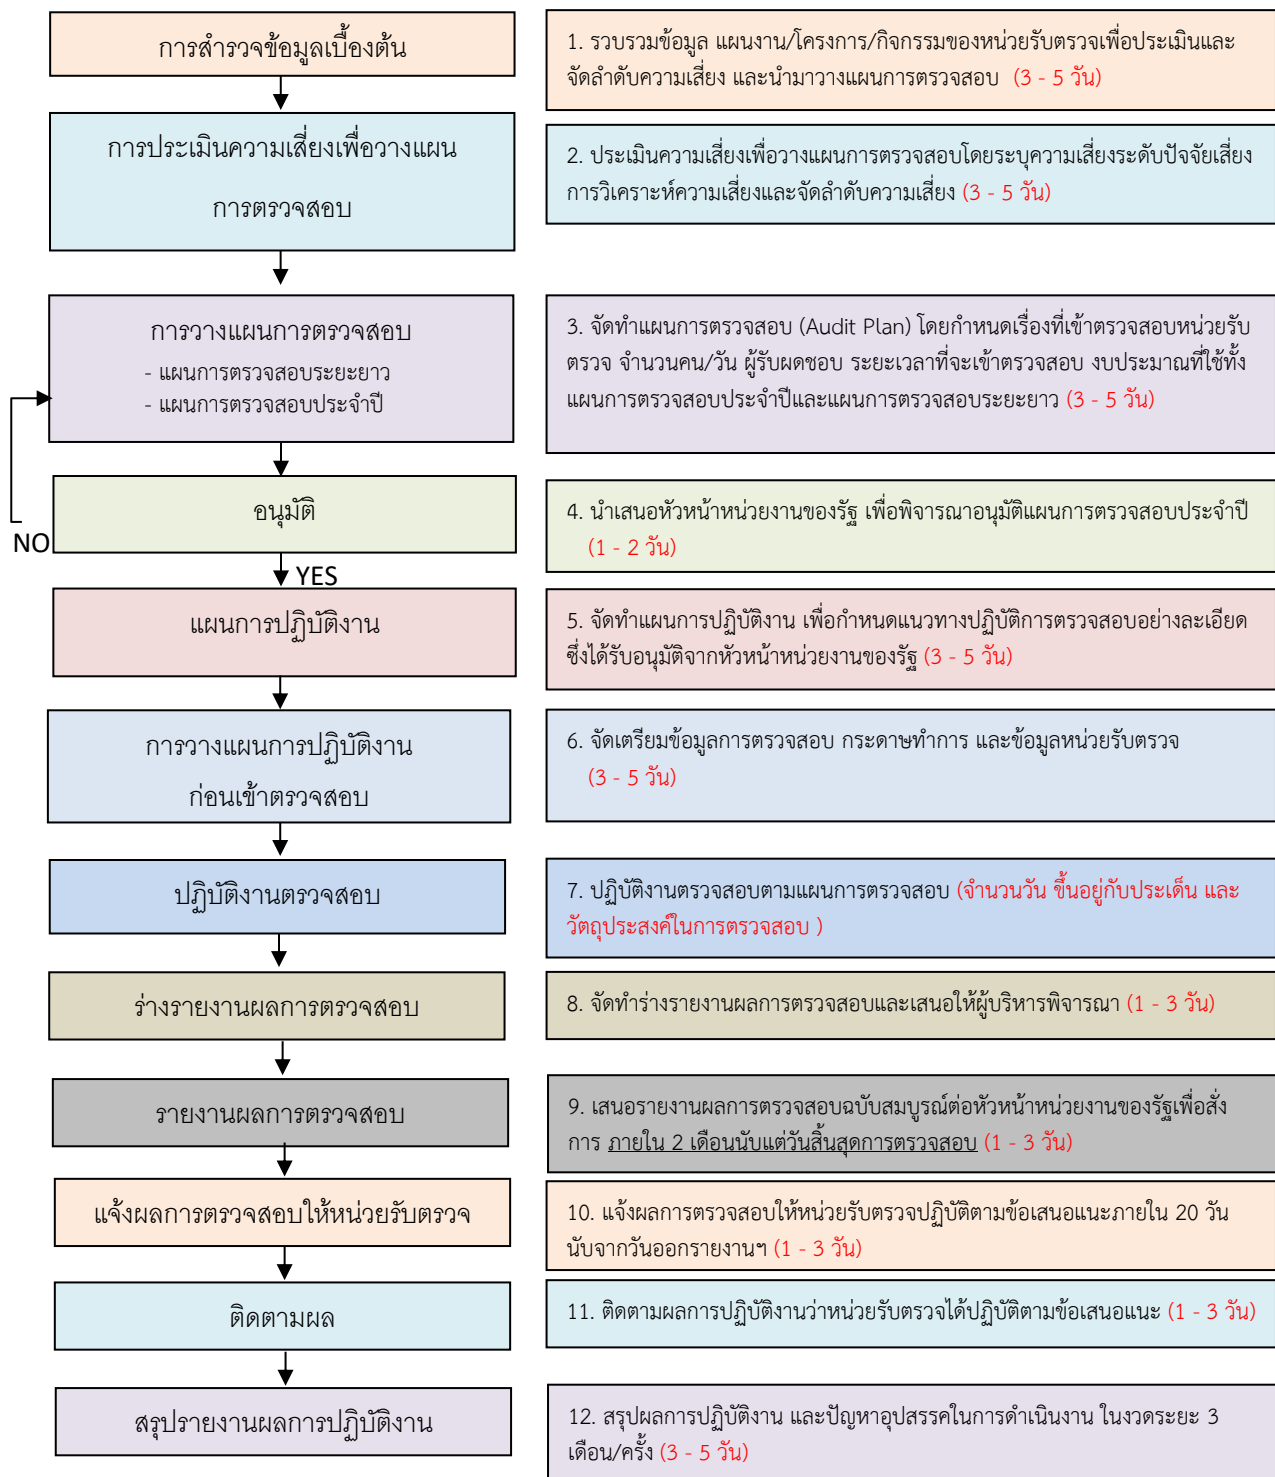 การสำรวจข้อมูลเบื้องต้น
1. รวบรวมข้อมูล แผนงาน/โครงการ/กิจกรรมของหน่วยรับตรวจเพื่อประเมินและ
จัดลำดับความเสี่ยง และนำมาวางแผนการตรวจสอบ (3 - 5 วัน)
การประเมินความเสี่ยงเพื่อวางแผน
การตรวจสอบ
2. ประเมินความเสี่ยงเพื่อวางแผนการตรวจสอบโดยระบุความเสี่ยงระดับปัจจัยเสี่ยง
การวิเคราะห์ความเสี่ยงและจัดลำดับความเสี่ยง (3 - 5 วัน)
การวางแผนการตรวจสอบ
- แผนการตรวจสอบระยะยาว
- แผนการตรวจสอบประจำปี
3. จัดทำแผนการตรวจสอบ (Audit Plan) โดยกำหนดเรื่องที่เข้าตรวจสอบหน่วยรับ
ตรวจ จำนวนคน/วัน ผู้รับผดชอบ ระยะเวลาที่จะเข้าตรวจสอบ งบประมาณที่ใช้ทั้ง
แผนการตรวจสอบประจำปีและแผนการตรวจสอบระยะยาว (3 - 5 วัน)
อนุมัติ
NO
YES
4. นำเสนอหัวหน้าหน่วยงานของรัฐ เพื่อพิจารณาอนุมัติแผนการตรวจสอบประจำปี
(1 - 2 วัน)
แผนการปฏิบัติงาน
5. จัดทำแผนการปฏิบัติงาน เพื่อกำหนดแนวทางปฏิบัติการตรวจสอบอย่างละเอียด
ซึ่งได้รับอนุมัติจากหัวหน้าหน่วยงานของรัฐ (3 - 5 วัน)
การวางแผนการปฏิบัติงาน
ก่อนเข้าตรวจสอบ
6. จัดเตรียมข้อมูลการตรวจสอบ กระดาษทำการ และข้อมูลหน่วยรับตรวจ
(3 - 5 วัน)
ปฏิบัติงานตรวจสอบ
7. ปฏิบัติงานตรวจสอบตามแผนการตรวจสอบ (จำนวนวัน ขึ้นอยู่กับประเด็น และ
วัตถุประสงค์ในการตรวจสอบ )
ร่างรายงานผลการตรวจสอบ
8. จัดทำร่างรายงานผลการตรวจสอบและเสนอให้ผู้บริหารพิจารณา (1 - 3 วัน)
รายงานผลการตรวจสอบ
9. เสนอรายงานผลการตรวจสอบฉบับสมบูรณ์ต่อหัวหน้าหน่วยงานของรัฐเพื่อสั่ง
การ ภายใน 2 เดือนนับแต่วันสิ้นสุดการตรวจสอบ (1 - 3 วัน)
แจ้งผลการตรวจสอบให้หน่วยรับตรวจ
10. แจ้งผลการตรวจสอบให้หน่วยรับตรวจปฏิบัติตามข้อเสนอแนะภายใน 20 วัน
นับจากวันออกรายงานฯ (1 - 3 วัน)
ติดตามผล
11. ติดตามผลการปฏิบัติงานว่าหน่วยรับตรวจได้ปฏิบัติตามข้อเสนอแนะ (1 - 3 วัน)
สรุปรายงานผลการปฏิบัติงาน
12. สรุปผลการปฏิบัติงาน และปัญหาอุปสรรคในการดำเนินงาน ในงวดระยะ 3
เดือน/ครั้ง (3 - 5 วัน)